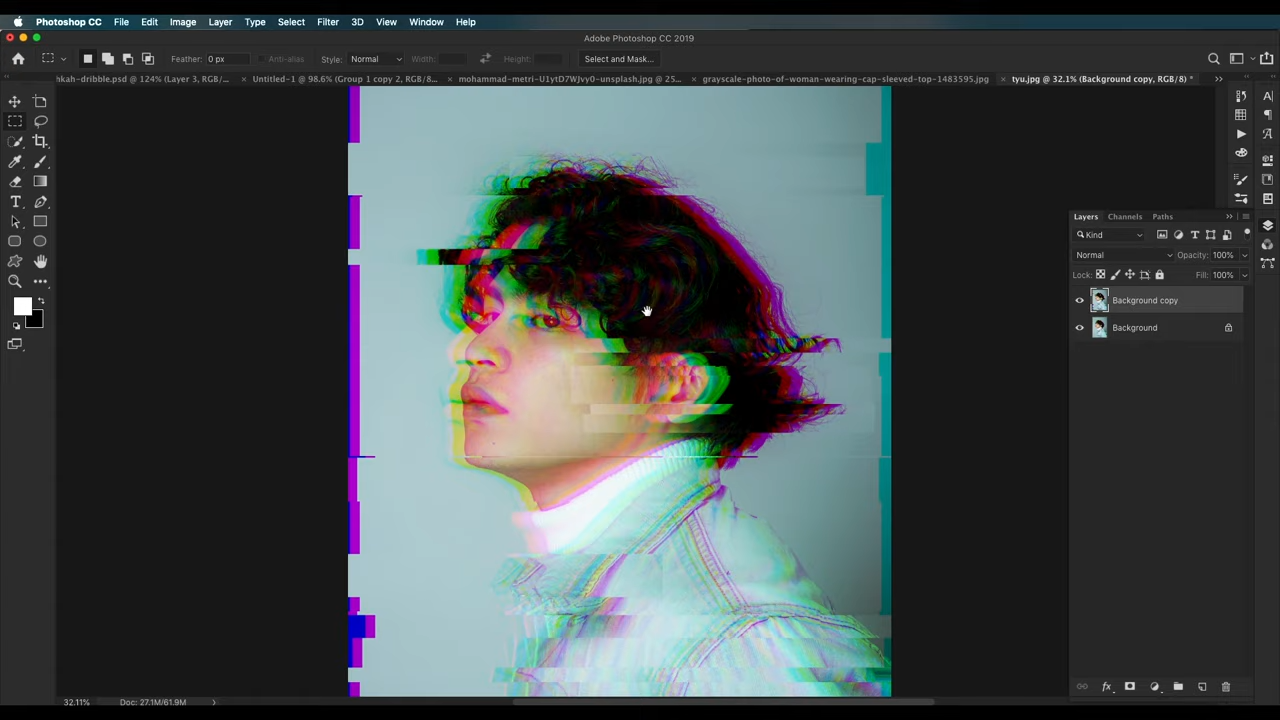 Photoshop CC File Edit Image Layer Type Select Filter 3D View Window Help
Adobe Photoshop CC 2019
Feather: 0 px Anti-alias Style: Normal Width: Height: Select and Mask...
hkah-dribble.psd @ 124% (Layer 3, RGB/... × Untitled-1 @ 98.6% (Group 1 copy 2, RGB/8... × mohammad-metri-U1ytD7WJvy0-unsplash.jpg @ 25... × grayscale-photo-of-woman-wearing-cap-sleeved-top-1483595.jpg × tyu.jpg @ 32.1% (Background copy, RGB/8) *
Layers Channels Paths
Kind
Normal Opacity: 100%
Lock: Fill: 100%
Background copy
Background
32.11% Doc: 27.1M/61.9M